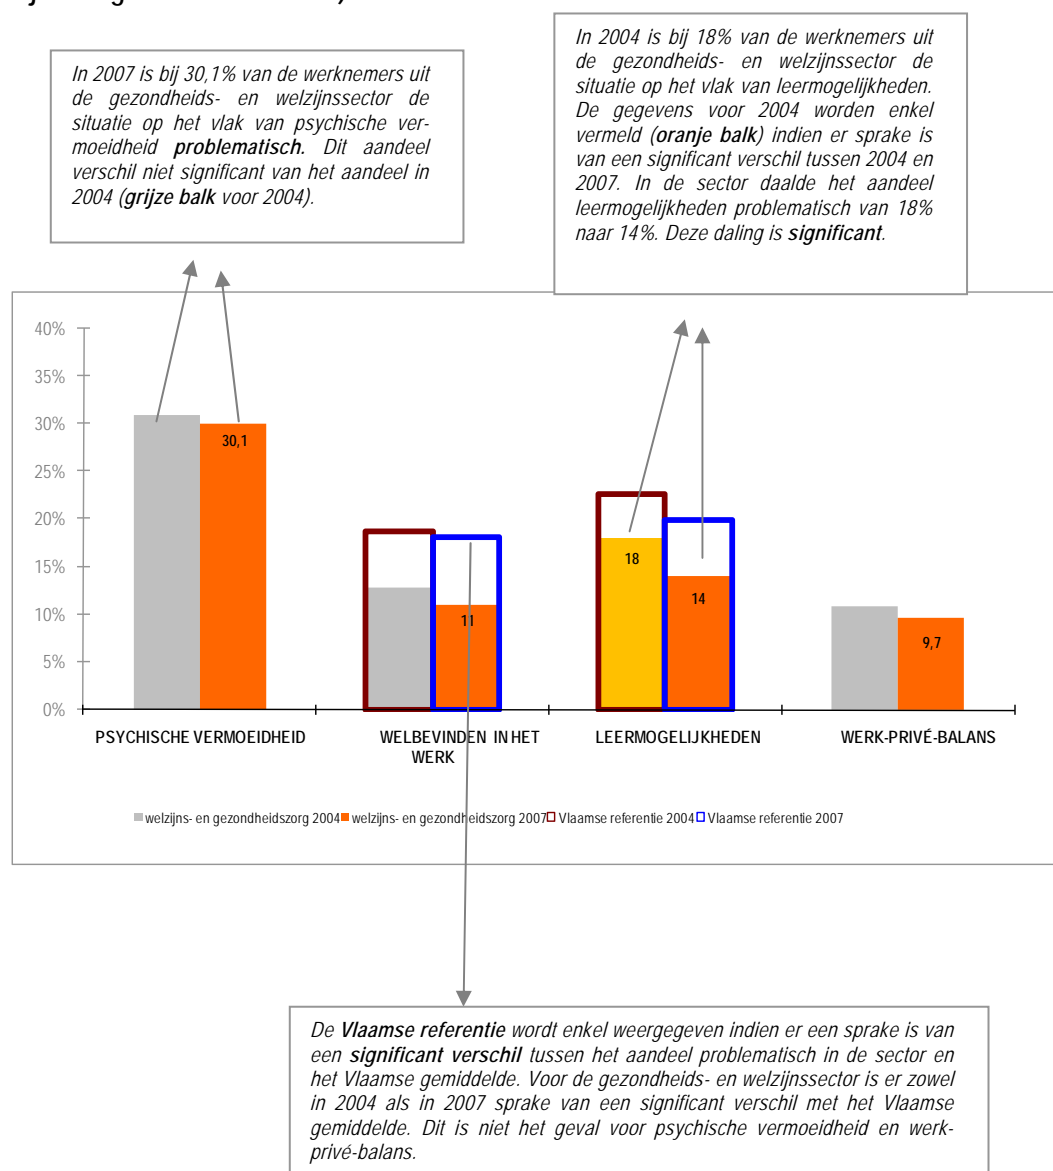 In 2007 is bij 30,1% van de werknemers uit
de gezondheids- en welzijnssector de
situatie op het vlak van psychische ver-
moeidheid problematisch. Dit aandeel
verschil niet significant van het aandeel in
2004 (grijze balk voor 2004).
In 2004 is bij 18% van de werknemers uit
de gezondheids- en welzijnssector de
situatie op het vlak van leermogelijkheden.
De gegevens voor 2004 worden enkel
vermeld (oranje balk) indien er sprake is
van een significant verschil tussen 2004 en
2007. In de sector daalde het aandeel
leermogelijkheden problematisch van 18%
naar 14%. Deze daling is significant.
40%
35%
30%
25%
20%
15%
10%
5%
0%
30,1
11
18
14
9,7
PSYCHISCHE VERMOEIDHEID
WELBEVINDEN IN HET
WERK
LEERMOGELIJKHEDEN
WERK-PRIVÉ-BALANS
welzijns- en gezondheidszorg 2004
welzijns- en gezondheidszorg 2007
Vlaamse referentie 2004
Vlaamse referentie 2007
De Vlaamse referentie wordt enkel weergegeven indien er een sprake is van
een significant verschil tussen het aandeel problematisch in de sector en
het Vlaamse gemiddelde. Voor de gezondheids- en welzijnssector is er zowel
in 2004 als in 2007 sprake van een significant verschil met het Vlaamse
gemiddelde. Dit is niet het geval voor psychische vermoeidheid en werk-
privé-balans.